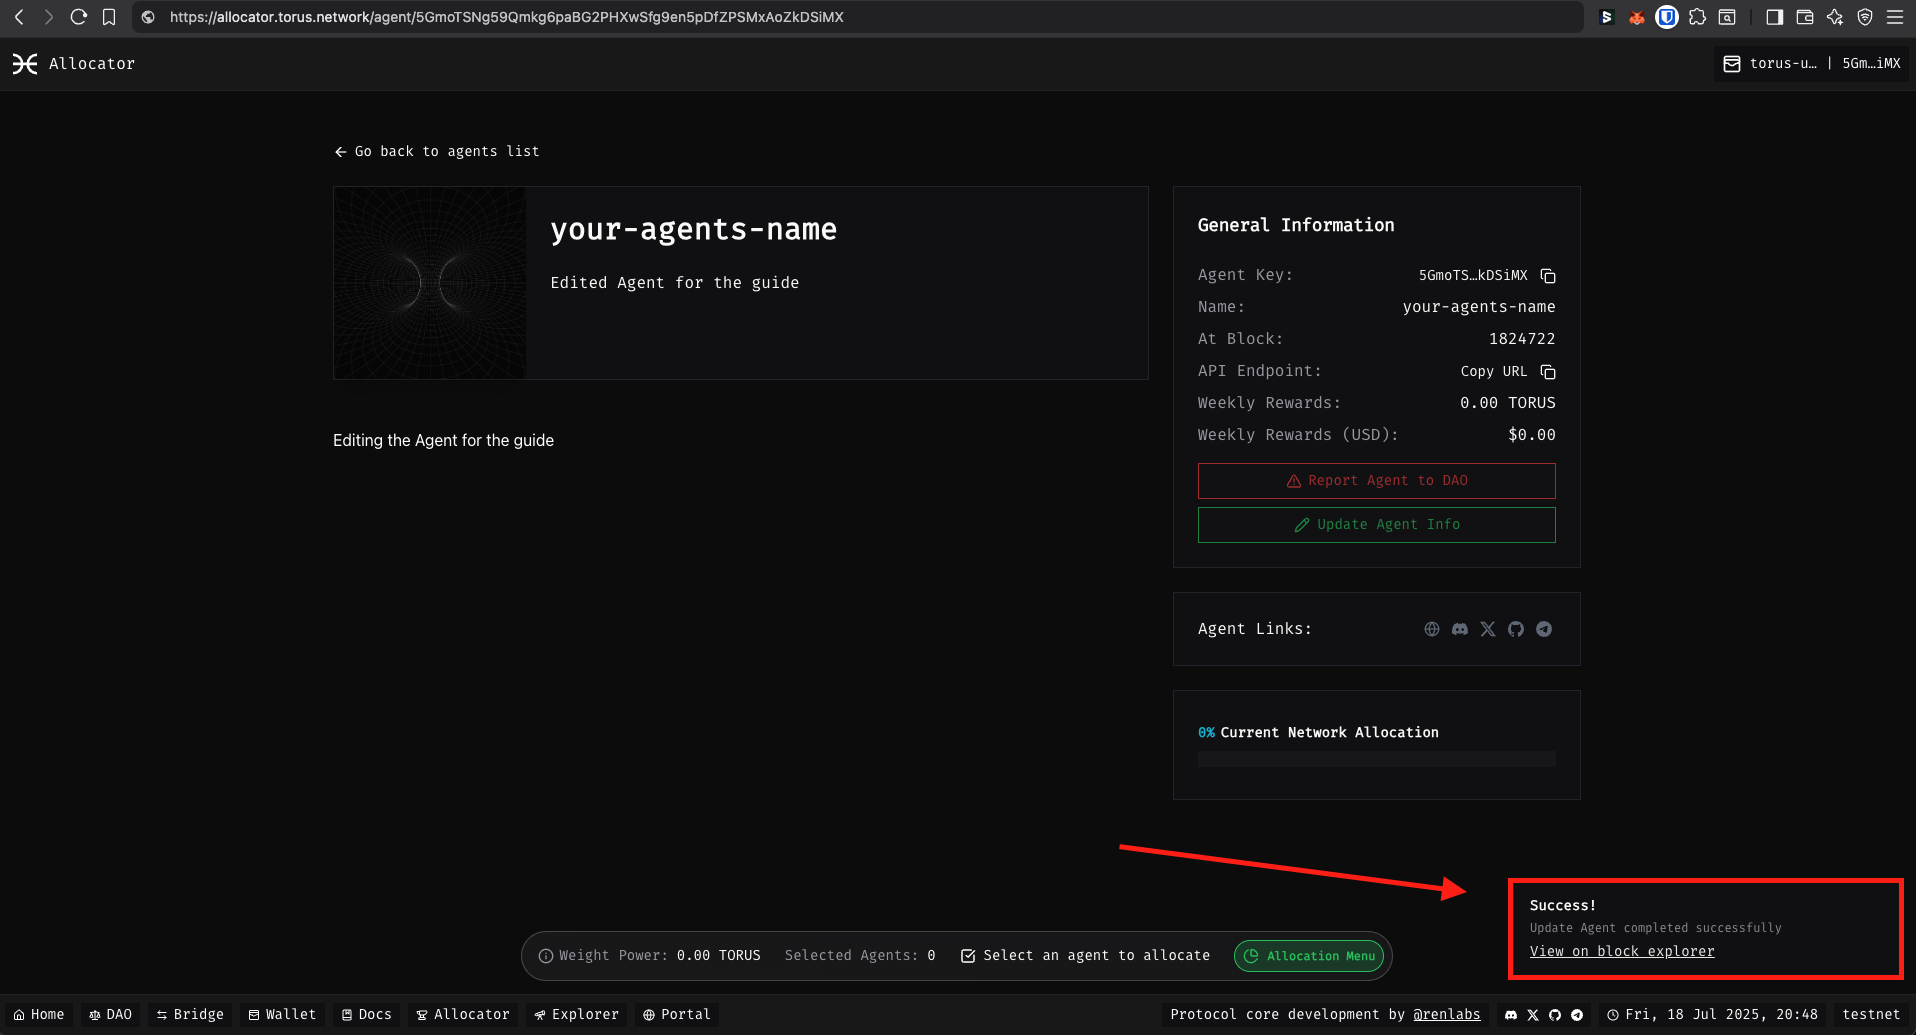 https://allocator.torus.network/agent/5GmoTSNg59Qmkg6paBG2PHXwSfg9en5pDfZPSMxAoZkDSiMX
Allocator
torus-u… | 5Gm…iMX
Go back to agents list
your-agents-name
Edited Agent for the guide
Editing the Agent for the guide
General Information
Agent Key: 5GmoTS…kDSiMX
Name: your-agents-name
At Block: 1824722
API Endpoint: Copy URL
Weekly Rewards: 0.00 TORUS
Weekly Rewards (USD): $0.00
Report Agent to DAO
Update Agent Info
Agent Links:
0% Current Network Allocation
Success!
Update Agent completed successfully
View on block explorer
Weight Power: 0.00 TORUS Selected Agents: 0 Select an agent to allocate Allocation Menu
Home DAO Bridge Wallet Docs Allocator Explorer Portal Protocol core development by @renlabs Fri, 18 Jul 2025, 20:48 testnet